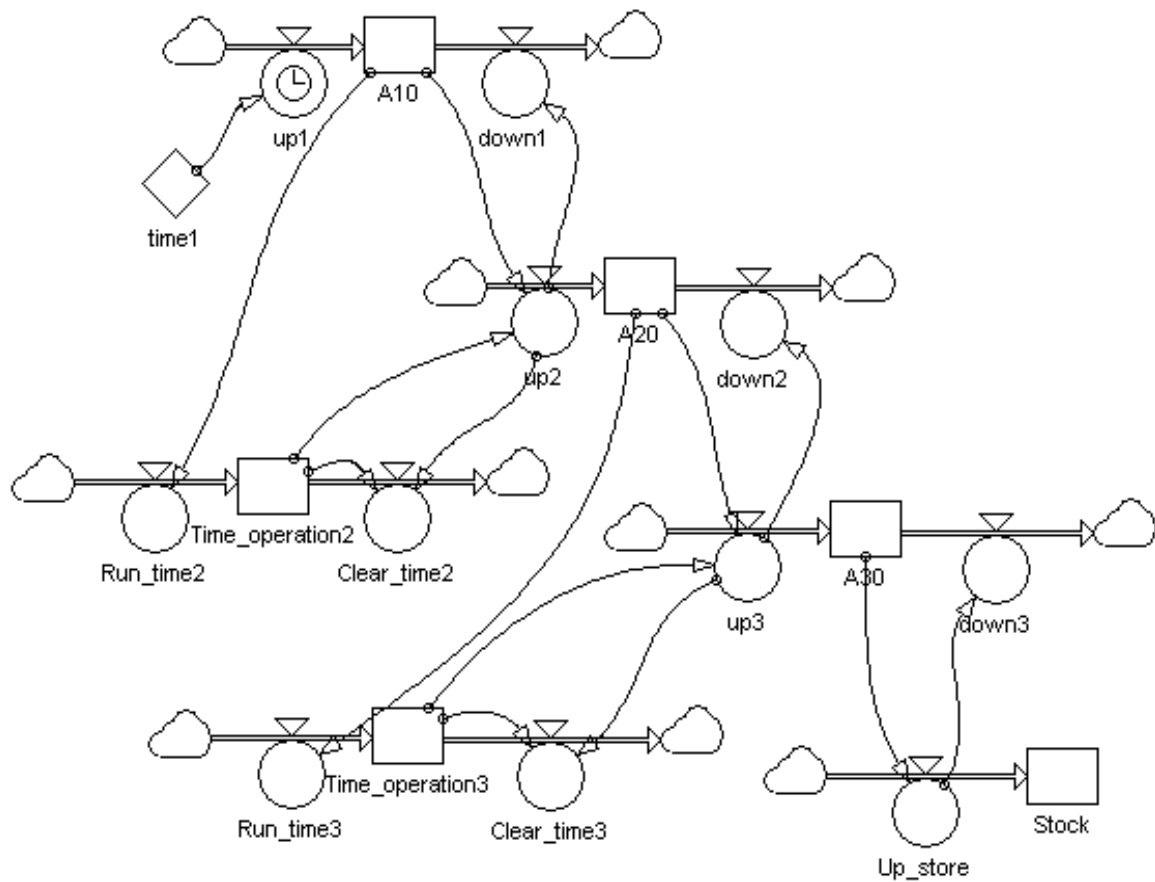 A10
up1
down1
time1
A20
up2
down2
Time_operation2
Run_time2
Clear_time2
A30
up3
down3
Time_operation3
Run_time3
Clear_time3
Stock
Up_store